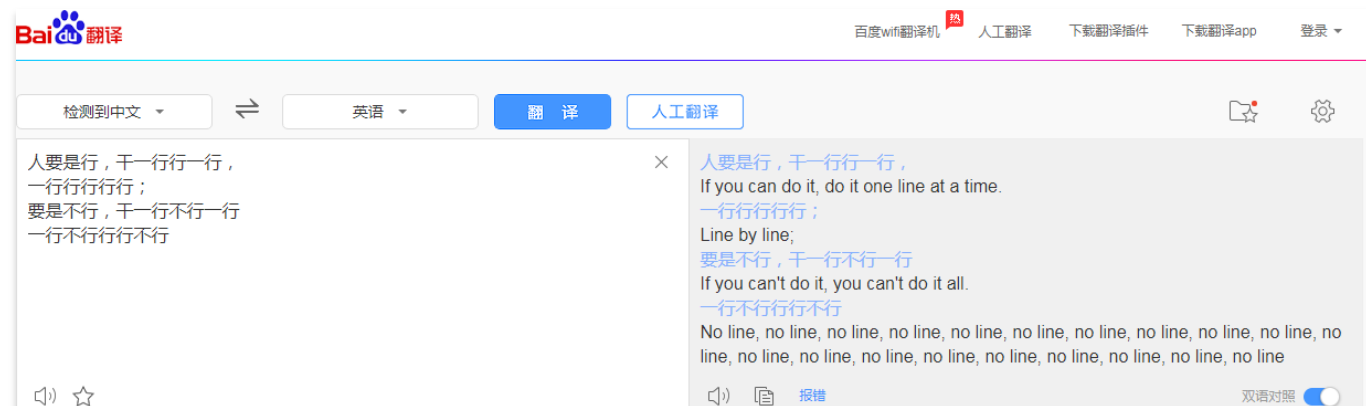 Bai du 翻译
百度wifi翻译机 热 人工翻译 下载翻译插件 下载翻译app 登录
检测到中文 英语 翻 译 人工翻译
人要是行，干一行行一行，
一行行行行行；
要是不行，干一行不行一行
一行不行行行不行
人要是行，干一行行一行，
If you can do it, do it one line at a time.
一行行行行行；
Line by line;
要是不行，干一行不行一行
If you can't do it, you can't do it all.
一行不行行行不行
No line, no line, no line, no line, no line, no line, no line, no line, no line, no line, no
line, no line, no line, no line, no line, no line, no line, no line, no line, no line
报错 双语对照